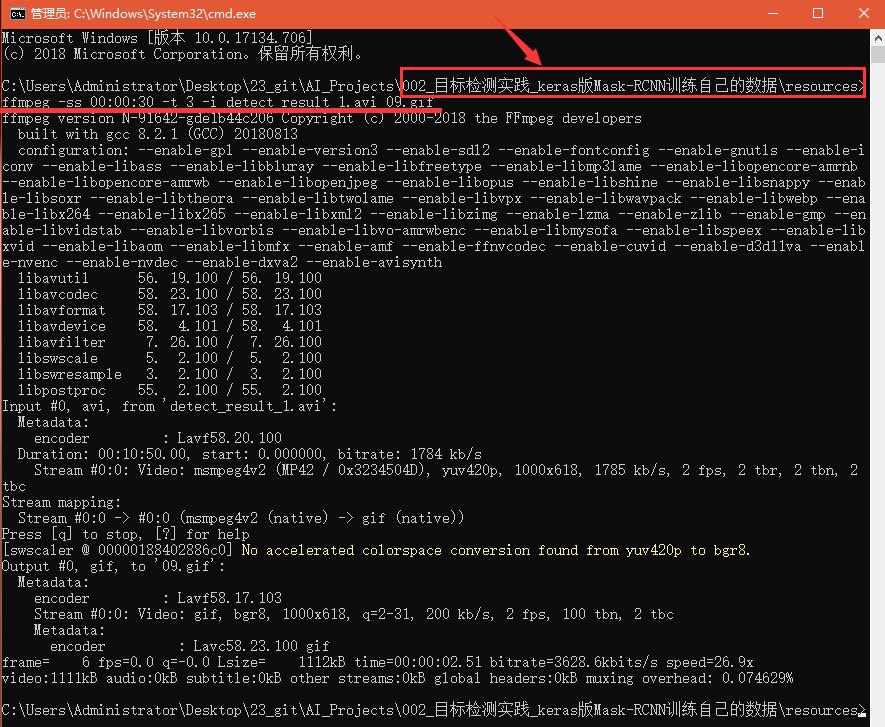 管理员: C:\Windows\System32\cmd.exe
Microsoft Windows [版本 10.0.17134.706]
(c) 2018 Microsoft Corporation。保留所有权利。
C:\Users\Administrator\Desktop\23_git\AI_Projects\002_目标检测实践_keras版Mask-RCNN训练自己的数据\resources>
ffmpeg -ss 00:00:30 -t 3 -i detect_result_1.avi 09.gif
ffmpeg version N-91642-gde1b44c206 Copyright (c) 2000-2018 the FFmpeg developers
  built with gcc 8.2.1 (GCC) 20180813
  configuration: --enable-gpl --enable-version3 --enable-sdl2 --enable-fontconfig --enable-gnutls --enable-i
conv --enable-libass --enable-libbluray --enable-libfreetype --enable-libmp3lame --enable-libopencore-amrnb
--enable-libopencore-amrwb --enable-libopenjpeg --enable-libopus --enable-libshine --enable-libsnappy --enab
le-libsoxr --enable-libtheora --enable-libtwolame --enable-libvpx --enable-libwavpack --enable-libwebp --ena
ble-libx264 --enable-libx265 --enable-libxml2 --enable-libzimg --enable-lzma --enable-zlib --enable-gmp --en
able-libvidstab --enable-libvorbis --enable-libvo-amrwbenc --enable-libmysofa --enable-libspeex --enable-lib
xvid --enable-libaom --enable-libmfx --enable-amf --enable-ffnvcodec --enable-cuvid --enable-d3d11va --enabl
e-nvenc --enable-nvdec --enable-dxva2 --enable-avisynth
  libavutil      56. 19.100 / 56. 19.100
  libavcodec     58. 23.100 / 58. 23.100
  libavformat    58. 17.103 / 58. 17.103
  libavdevice    58.  4.101 / 58.  4.101
  libavfilter     7. 26.100 /  7. 26.100
  libswscale      5.  2.100 /  5.  2.100
  libswresample   3.  2.100 /  3.  2.100
  libpostproc    55.  2.100 / 55.  2.100
Input #0, avi, from 'detect_result_1.avi':
  Metadata:
    encoder         : Lavf58.20.100
  Duration: 00:10:50.00, start: 0.000000, bitrate: 1784 kb/s
    Stream #0:0: Video: msmpeg4v2 (MP42 / 0x3234504D), yuv420p, 1000x618, 1785 kb/s, 2 fps, 2 tbr, 2 tbn, 2
tbc
Stream mapping:
  Stream #0:0 -> #0:0 (msmpeg4v2 (native) -> gif (native))
Press [q] to stop, [?] for help
[swscaler @ 00000188402886c0] No accelerated colorspace conversion found from yuv420p to bgr8.
Output #0, gif, to '09.gif':
  Metadata:
    encoder         : Lavf58.17.103
    Stream #0:0: Video: gif, bgr8, 1000x618, q=2-31, 200 kb/s, 2 fps, 100 tbn, 2 tbc
    Metadata:
      encoder         : Lavc58.23.100 gif
frame=    6 fps=0.0 q=-0.0 Lsize=    1112kB time=00:00:02.51 bitrate=3628.6kbits/s speed=26.9x
video:1111kB audio:0kB subtitle:0kB other streams:0kB global headers:0kB muxing overhead: 0.074629%
C:\Users\Administrator\Desktop\23_git\AI_Projects\002_目标检测实践_keras版Mask-RCNN训练自己的数据\resources>